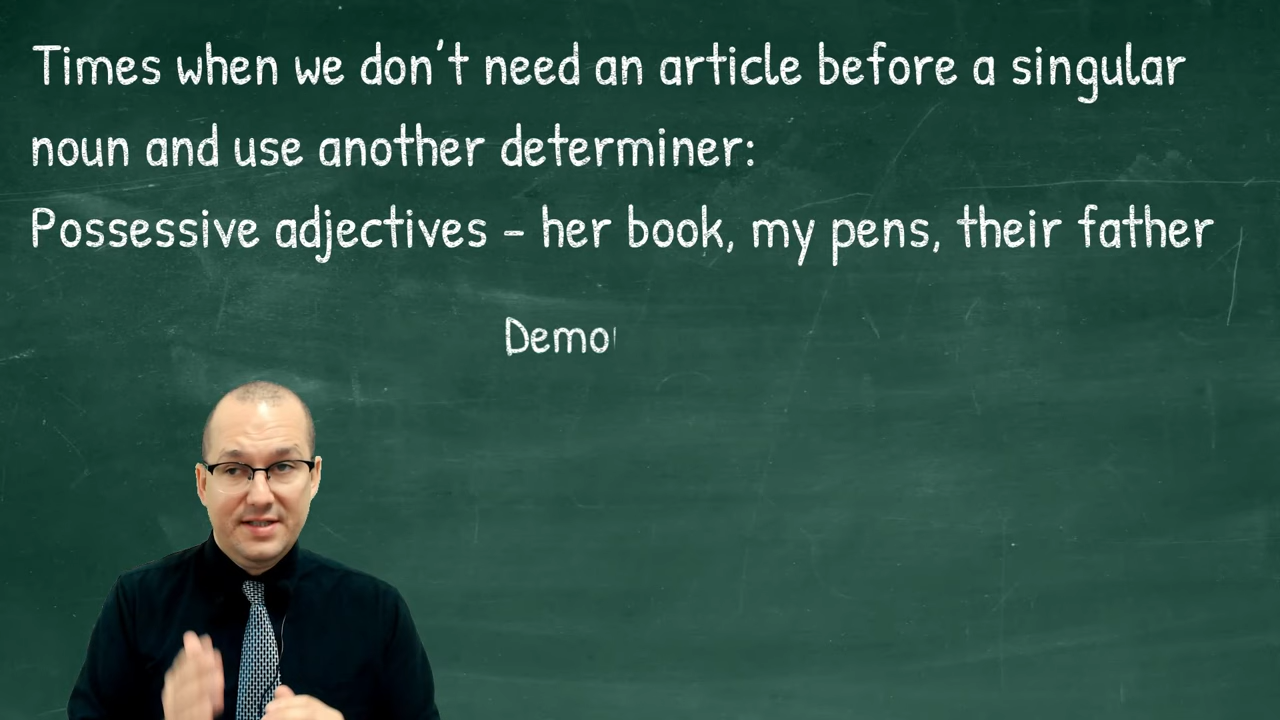 Times when we don't need an article before a singular
noun and use another determiner:
Possessive adjectives - her book, my pens, their father
Demo